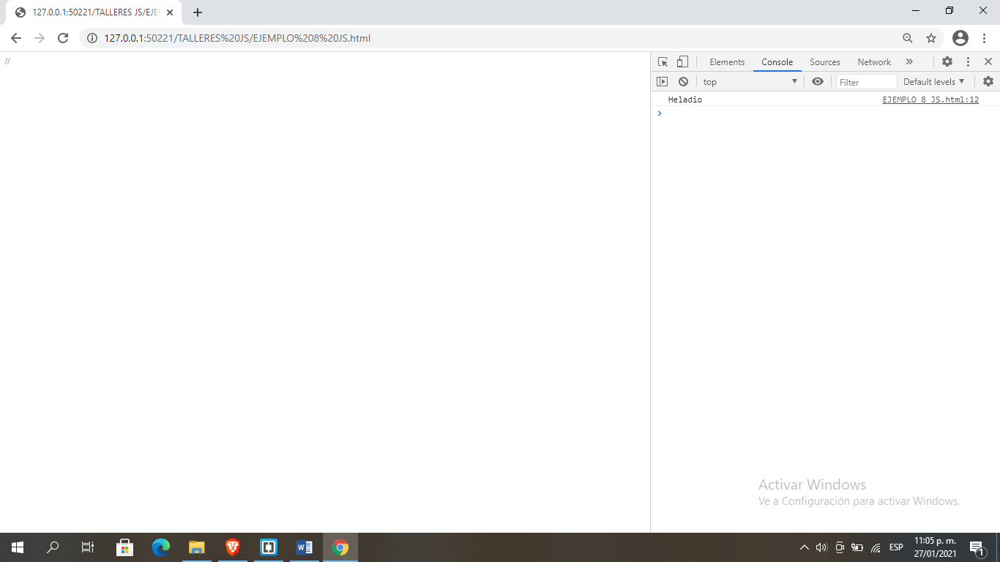 127.0.0.1:50221/TALLERES JS/EJE
127.0.0.1:50221/TALLERES%20JS/EJEMPLO%208%20JS.html
//
Elements Console Sources Network »
top Filter Default levels
Heladio EJEMPLO 8 JS.html:12
Activar Windows
Ve a Configuración para activar Windows.
ESP
11:05 p. m.
27/01/2021
1